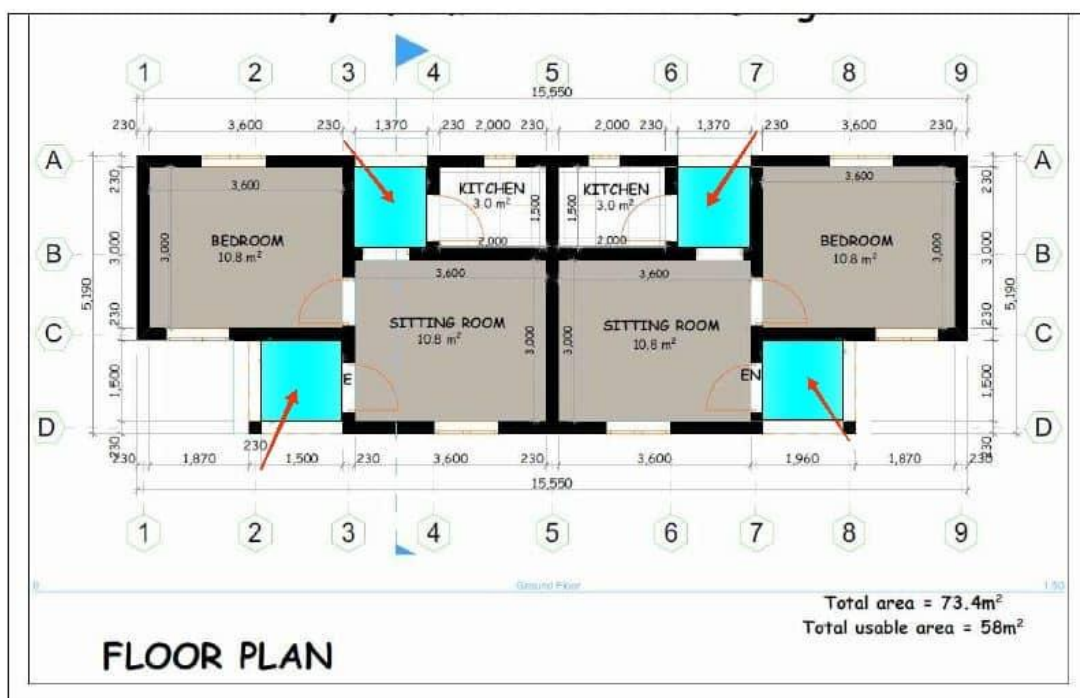 1 2 3 4 5 6 7 8 9
15,550
230 3,600 230 1,370 230 2,000 230 2,000 230 1,370 230 3,600 230
A A
230 3,600 KITCHEN KITCHEN 3,600 230
3.0 m² 1,500 1,500 3.0 m²
BEDROOM 2,000 2,000 BEDROOM
3,000 3,000 10.8 m² 10.8 m² 3,000 3,000
B B
5,190 3,600 3,600 5,190
230 SITTING ROOM SITTING ROOM 230
C 10.8 m² 3,000 3,000 10.8 m² C
1,500 E EN 1,500
D D
230 230 230
230 1,870 1,500 230 3,600 230 3,600 1,960 1,870 230
15,550
1 2 3 4 5 6 7 8 9
0 Ground Floor 1:50
Total area = 73.4m²
Total usable area = 58m²
FLOOR PLAN